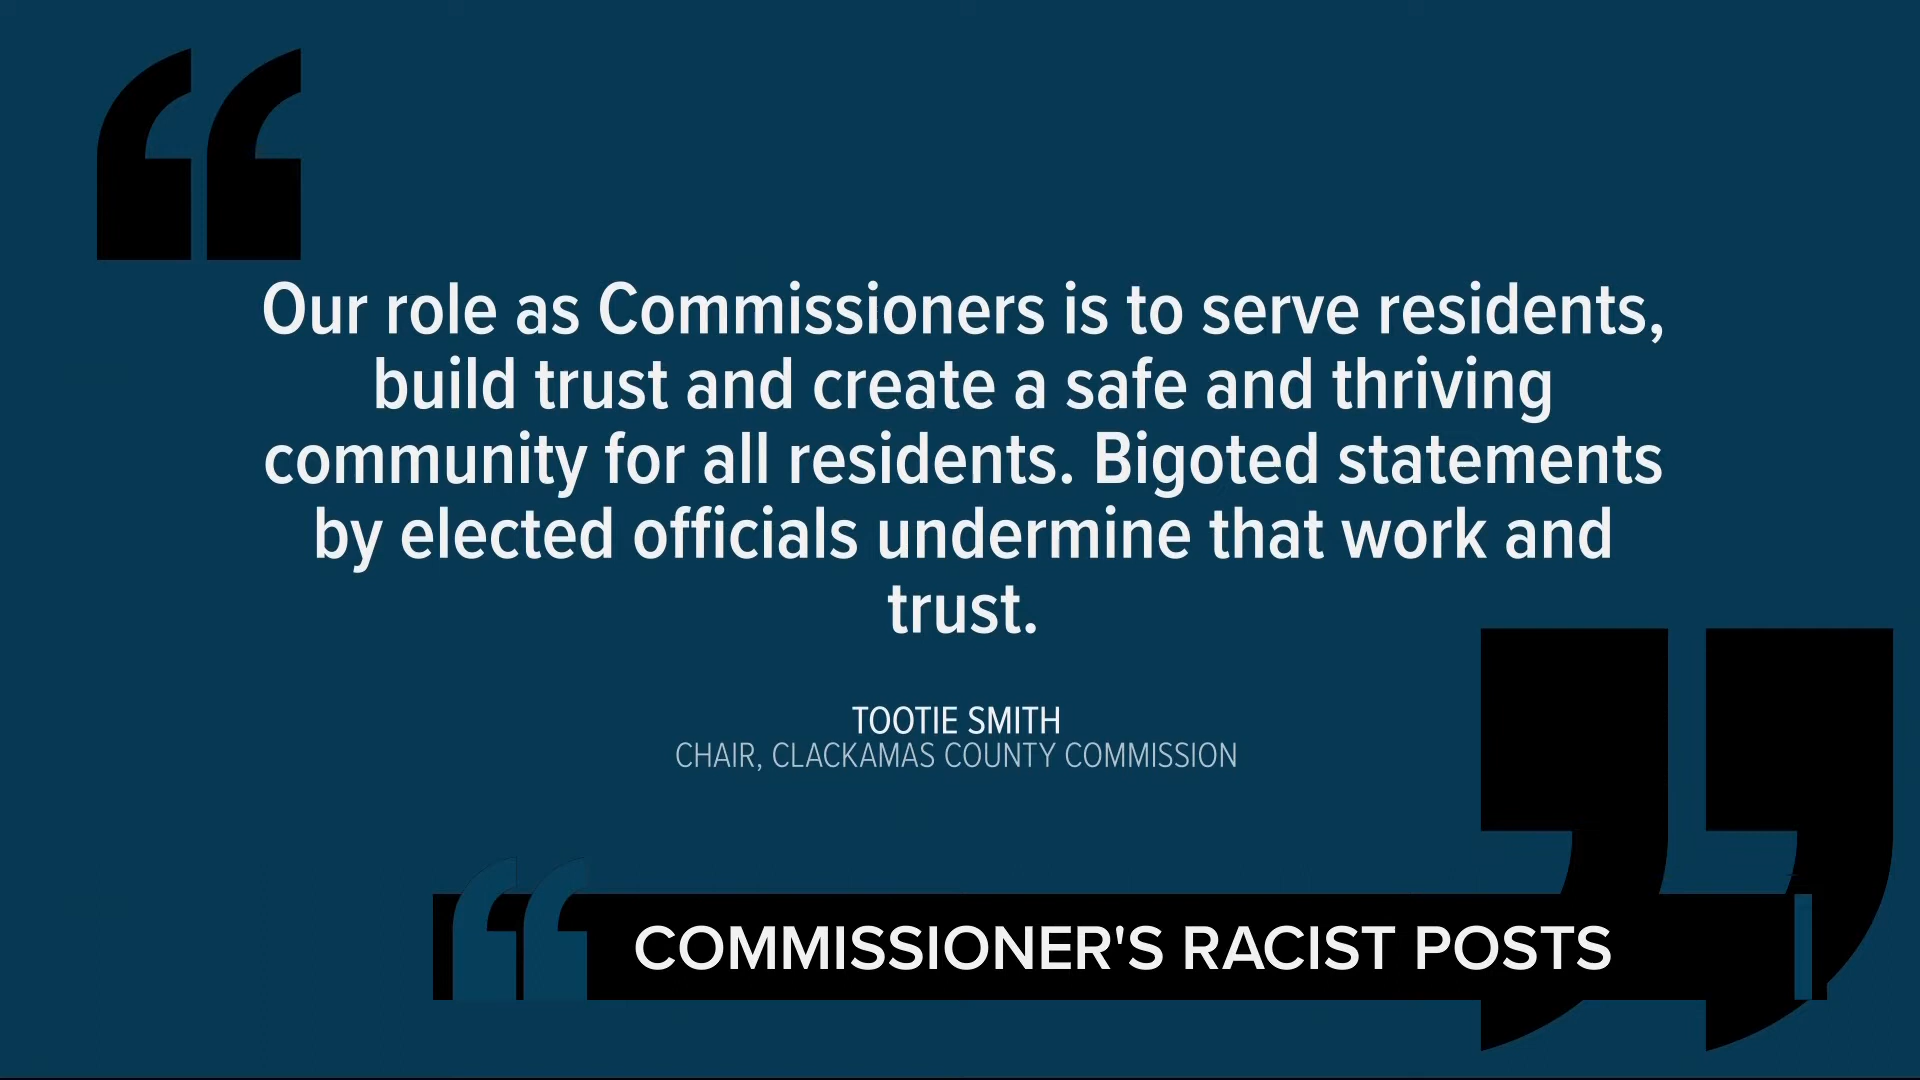 Our role as Commissioners is to serve residents,
build trust and create a safe and thriving
community for all residents. Bigoted statements
by elected officials undermine that work and
trust.
TOOTIE SMITH
CHAIR, CLACKAMAS COUNTY COMMISSION
COMMISSIONER'S RACIST POSTS